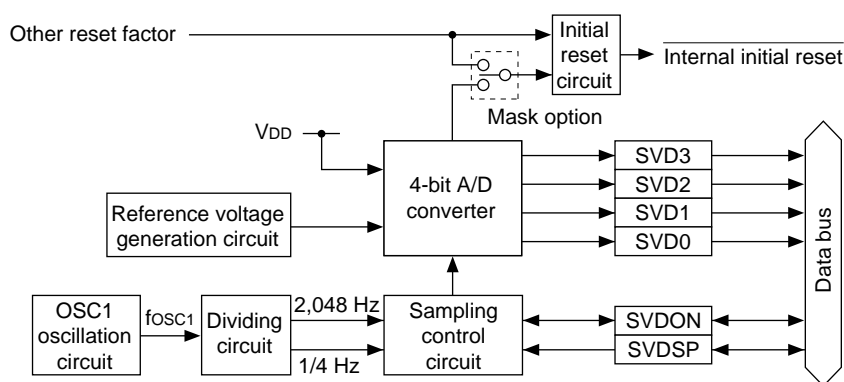 Other reset factor
Initial
reset
circuit
Internal initial reset
Mask option
VDD
4-bit A/D
converter
SVD3
SVD2
SVD1
SVD0
Reference voltage
generation circuit
Data bus
OSC1
oscillation
circuit
fOSC1
Dividing
circuit
2,048 Hz
1/4 Hz
Sampling
control
circuit
SVDON
SVDSP